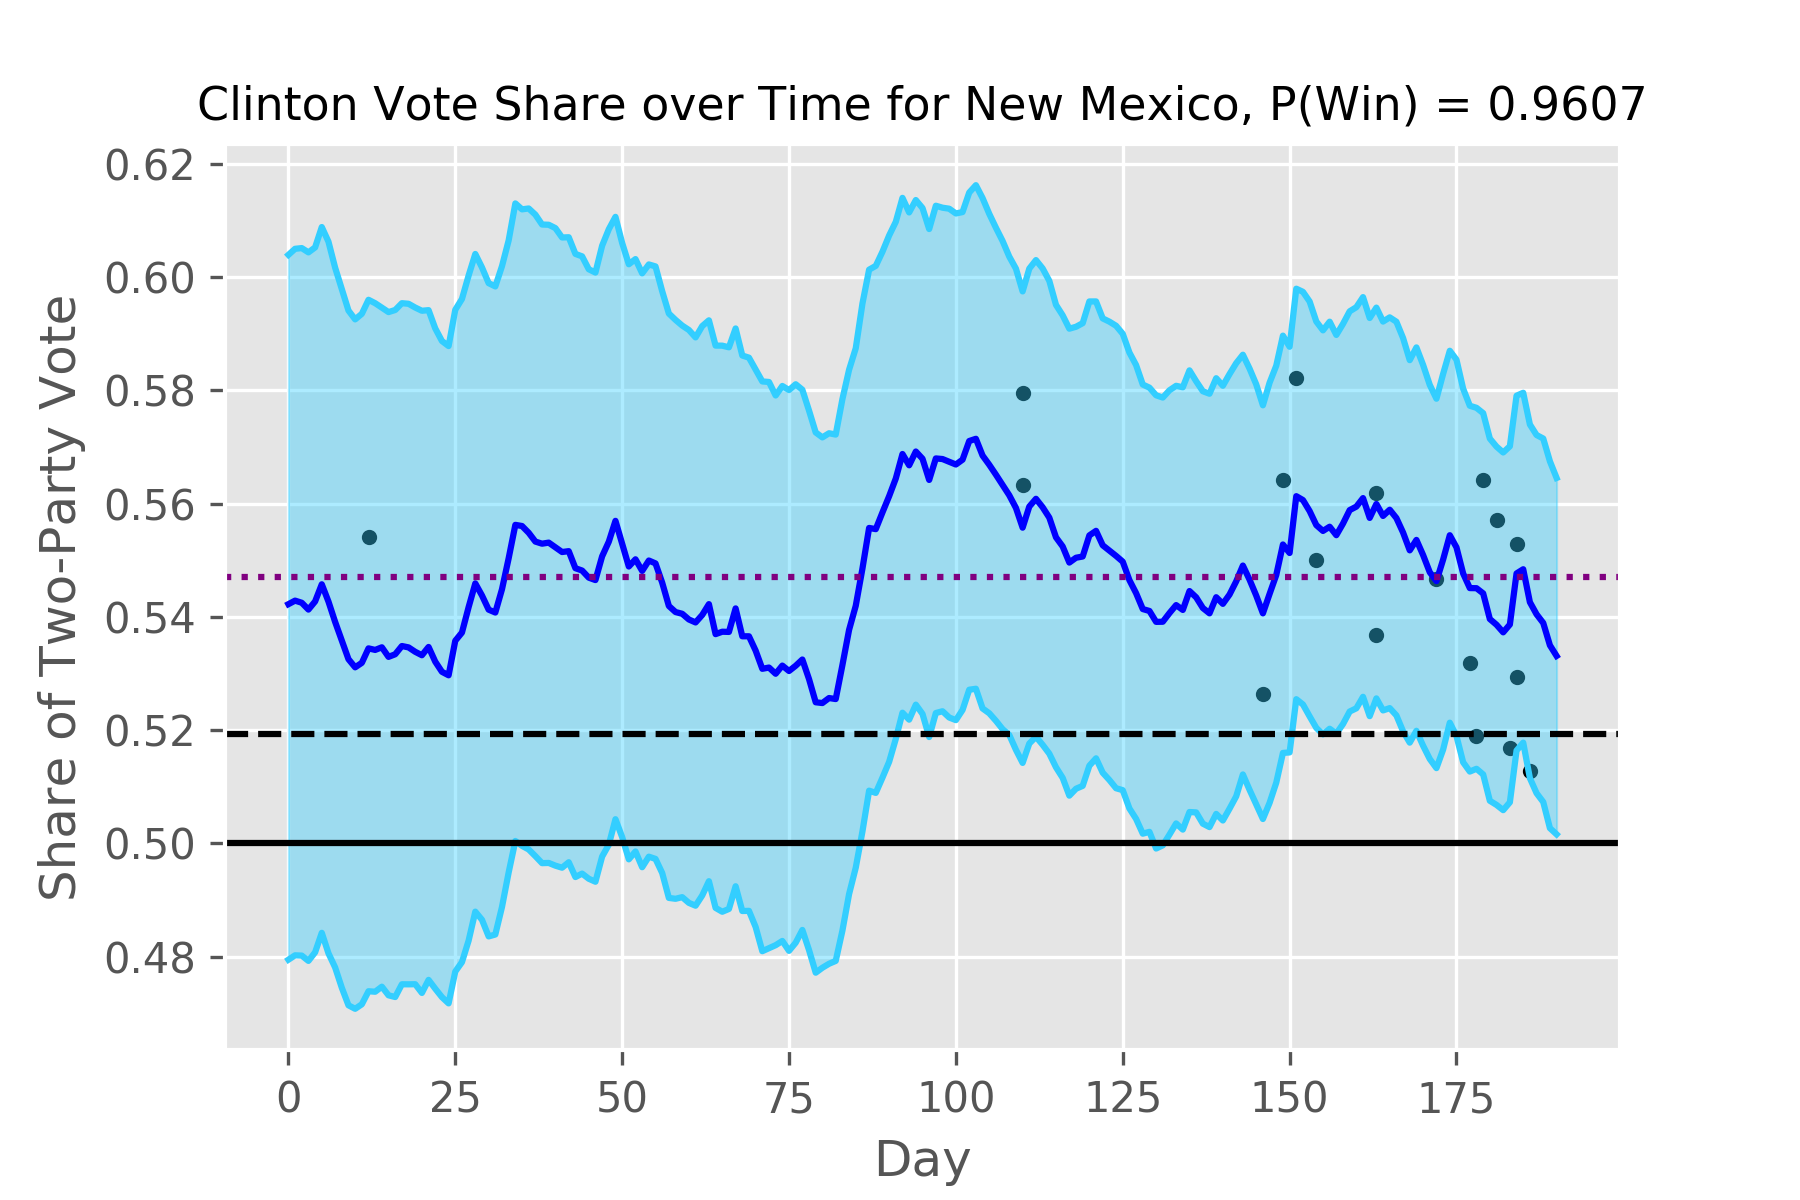 Clinton Vote Share over Time for New Mexico, P(Win) = 0.9607
Share of Two-Party Vote
0.62
0.60
0.58
0.56
0.54
0.52
0.50
0.48
0 25 50 75 100 125 150 175
Day